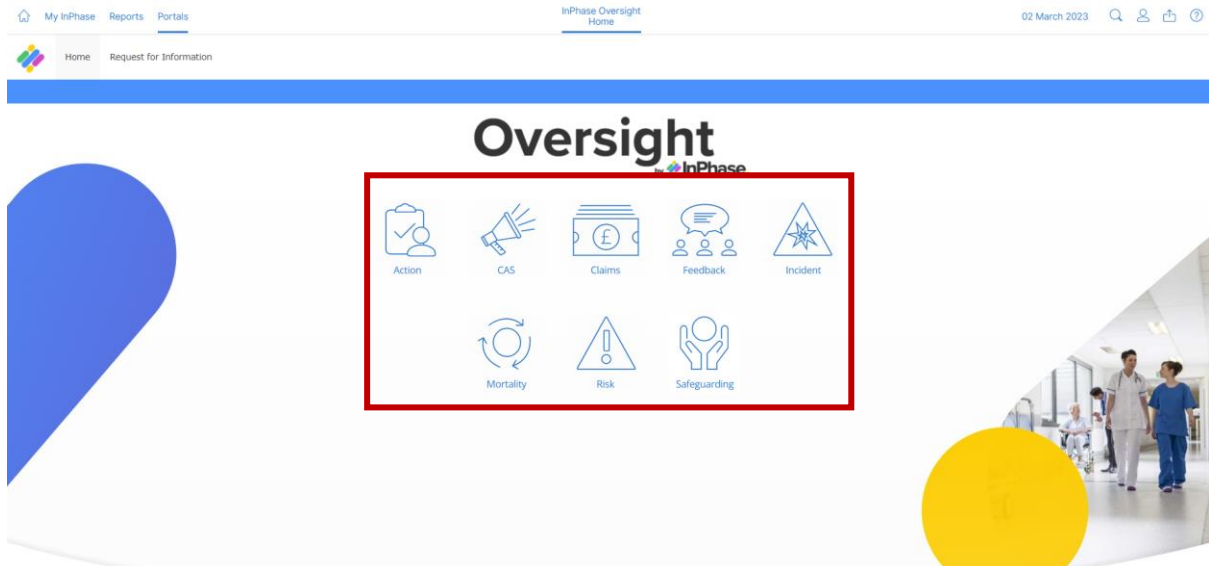 My InPhase Reports Portals
InPhase Oversight
Home
02 March 2023
Home Request for Information
Oversight
by InPhase
Action CAS Claims Feedback Incident
Mortality Risk Safeguarding